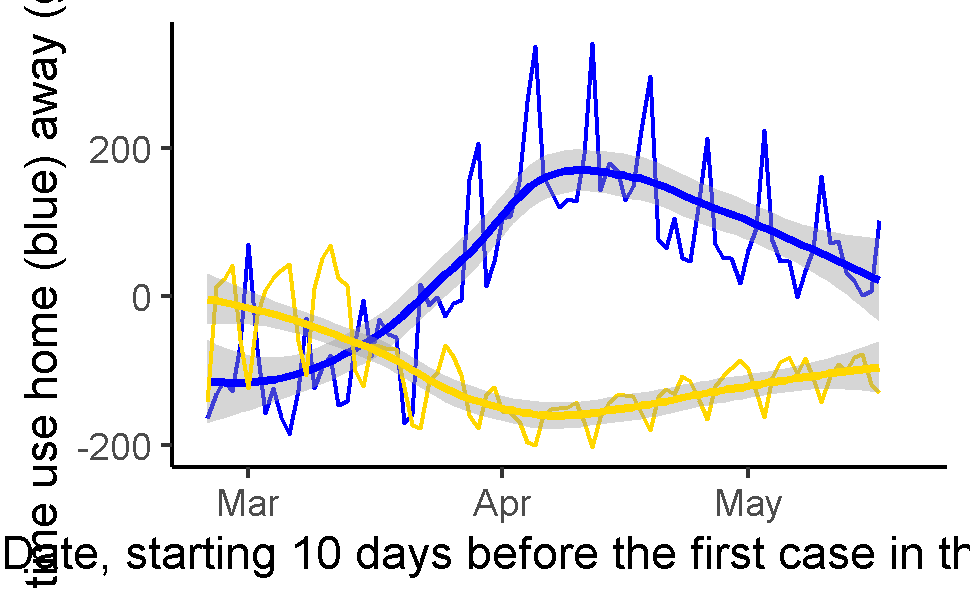 time use home (blue) away (
200
0
-200
Mar Apr May
Date, starting 10 days before the first case in th